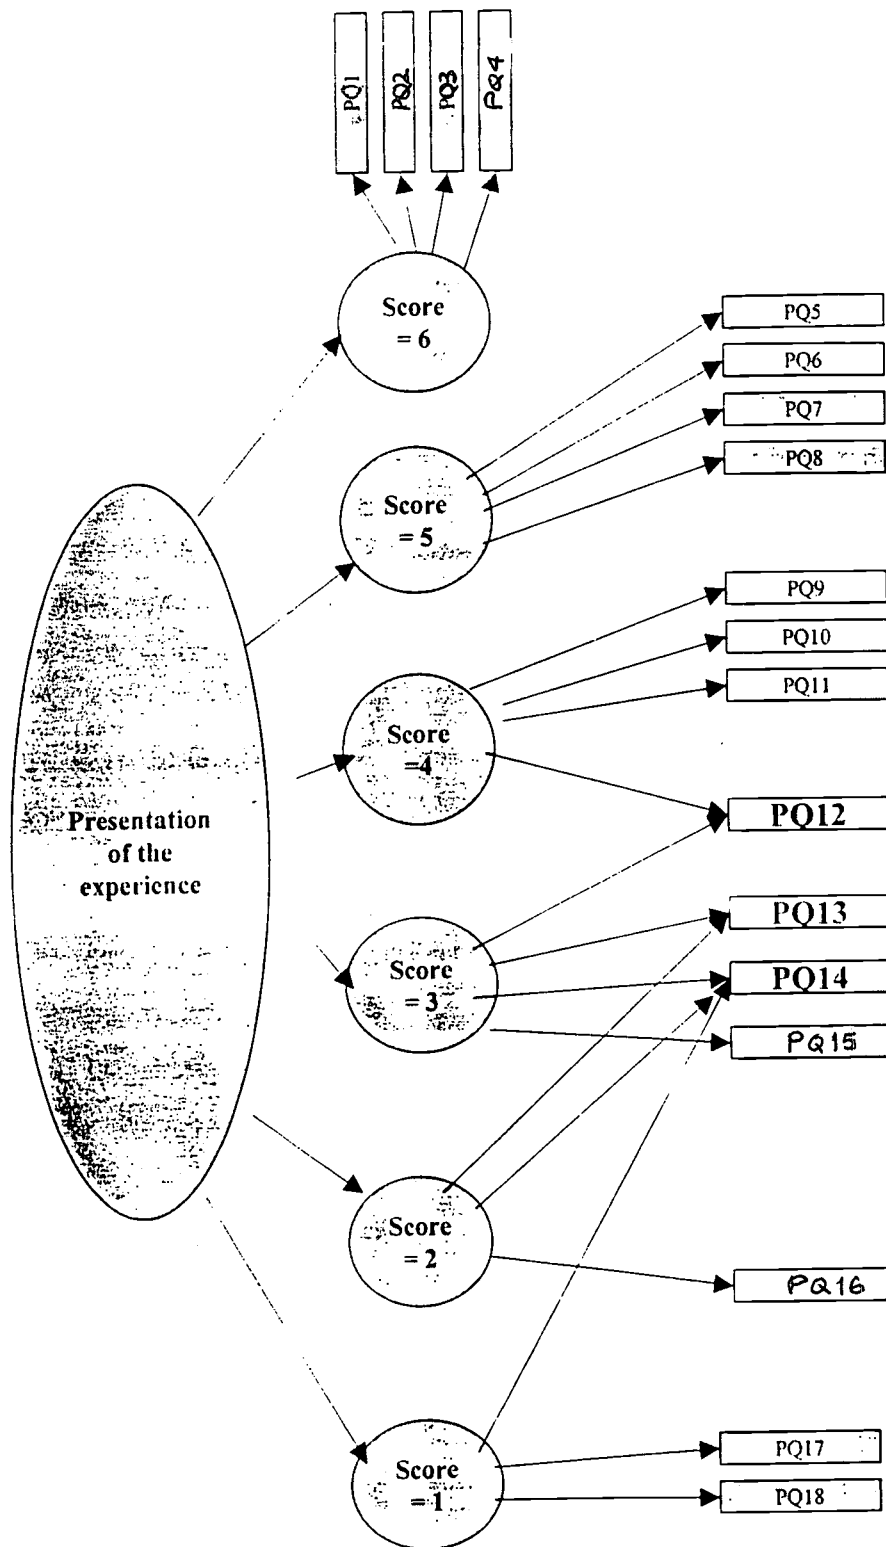 PQ1
PQ2
PQ3
PQ4
Score
= 6
PQ5
PQ6
PQ7
PQ8
Score
= 5
PQ9
PQ10
PQ11
Score
=4
PQ12
Presentation
of the
experience
PQ13
Score
= 3
PQ14
PQ15
Score
= 2
PQ16
Score
= 1
PQ17
PQ18